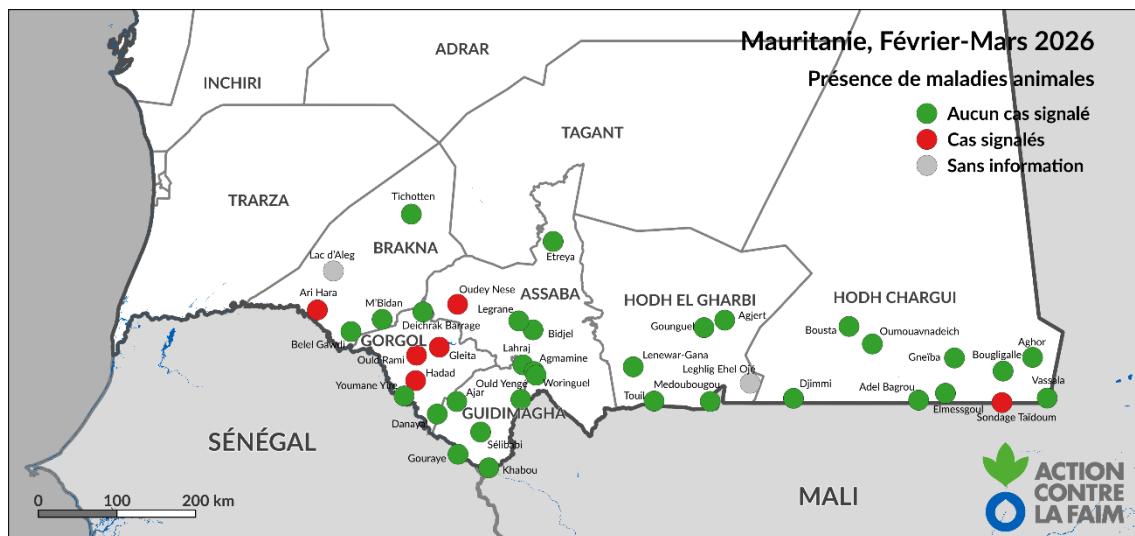 Mauritanie, Février-Mars 2026
Présence de maladies animales
Aucun cas signalé
Cas signalés
Sans information
ADRAR
INCHIRI
TAGANT
TRARZA
Tichotten
BRAKNA
Lac d'Aleg
Etreya
Ari Hara
Oudey Nese
ASSABA
M'Bidan
Legrane
HODH EL GHARBI
HODH CHARGUI
Deichrak Barrage
Bidjel
Gounguel
Agjert
Bousta
Oumouavnadeich
Belel Gawdi
GORGOL
Lahraj
Aghor
Ould Rami
Gleita
Agmamine
Lenewar-Gana
Gneïba
Bougligalle
Hadad
Leghlig Ehel Oje
Youmane Yire
Ould Yengé
Woringuel
Medoubougou
Djimmi
Adel Bagrou
Vassala
Ajar
Touil
Elmessgoul
Danaya
GUIDIMAGHA
Sondage Taïdoum
SÉNÉGAL
Sélibabi
Gouraye
Khabou
MALI
0 100 200 km
ACTION
CONTRE
LA FAIM